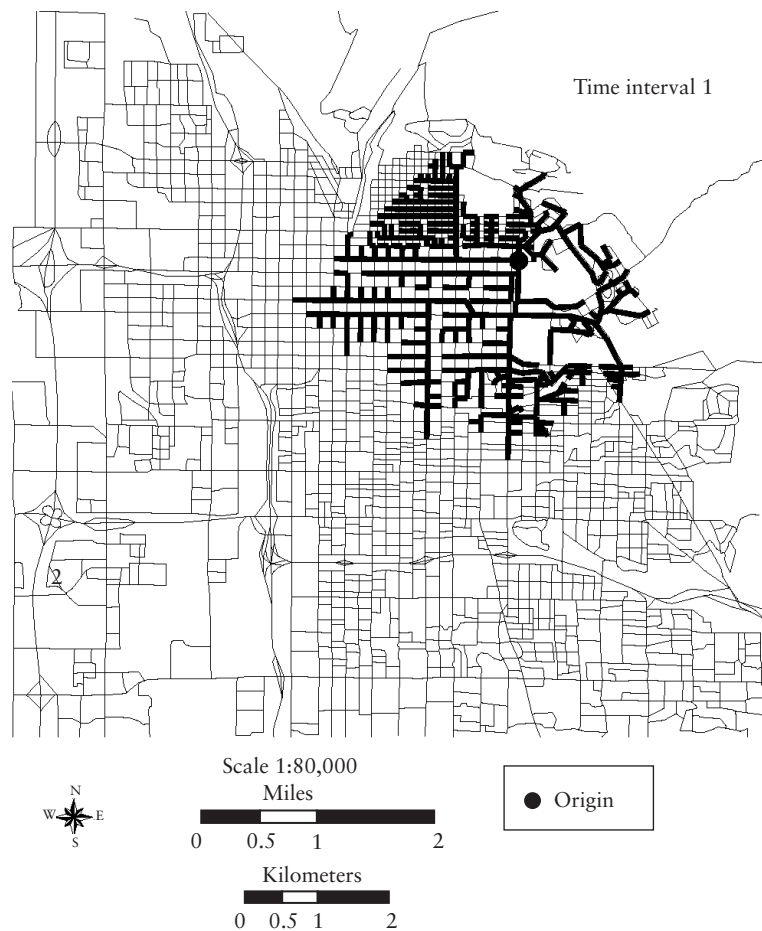 Time interval 1
2
Scale 1:80,000
Miles
0 0.5 1 2
Kilometers
0 0.5 1 2
N
W E
S
Origin